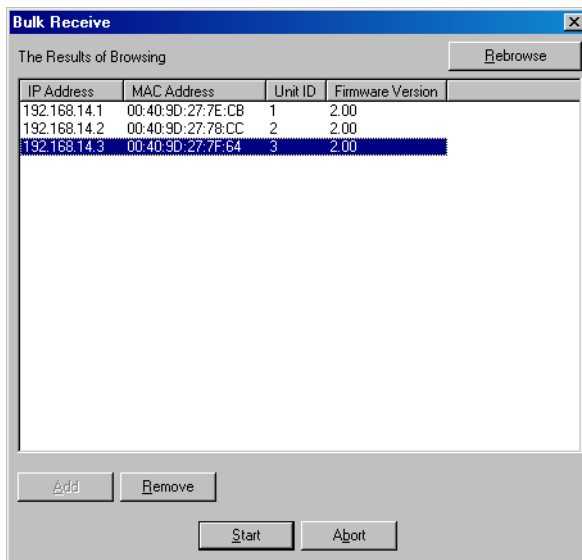 Bulk Receive
The Results of Browsing
Rebrowse
IP Address MAC Address Unit ID Firmware Version
192.168.14.1 00:40:9D:27:7E:CB 1 2.00
192.168.14.2 00:40:9D:27:78:CC 2 2.00
192.168.14.3 00:40:9D:27:7F:64 3 2.00
Add Remove
Start Abort